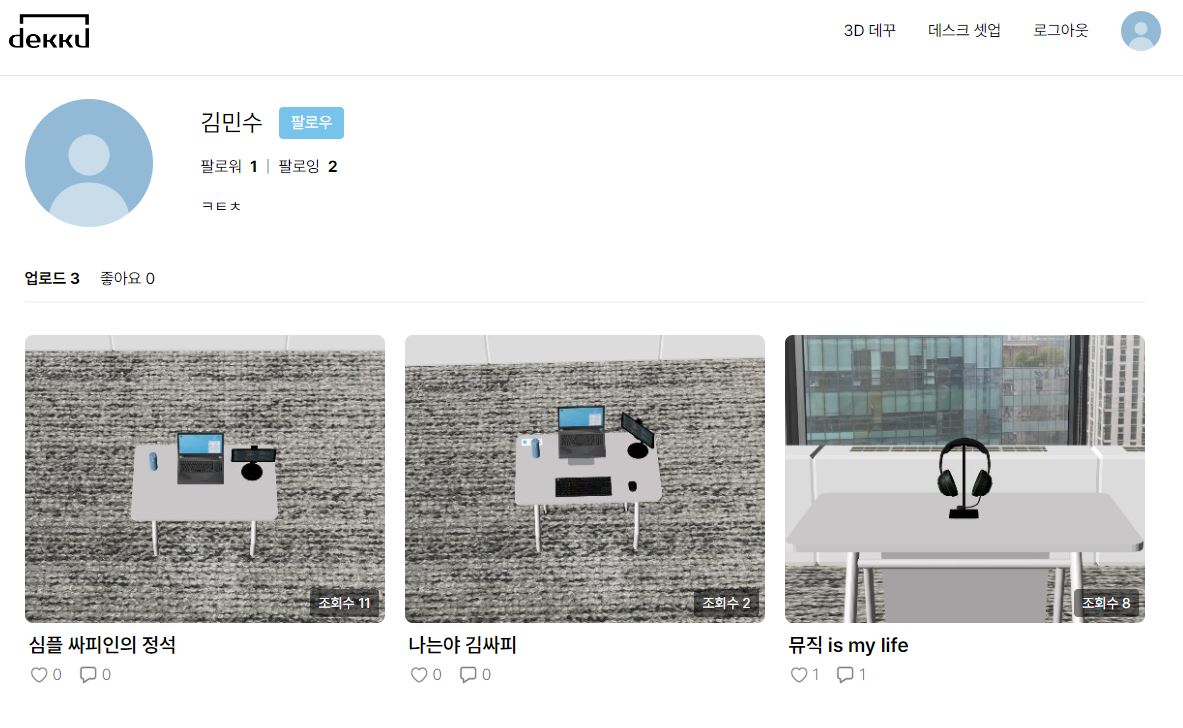 dekku
3D 데꾸 데스크 셋업 로그아웃
김민수 팔로우
팔로워 1 | 팔로잉 2
ㅋㅌㅊ
업로드 3 좋아요 0
조회수 11 조회수 2 조회수 8
심플 싸피인의 정석 나는야 김싸피 뮤직 is my life
0 0 0 0 1 1